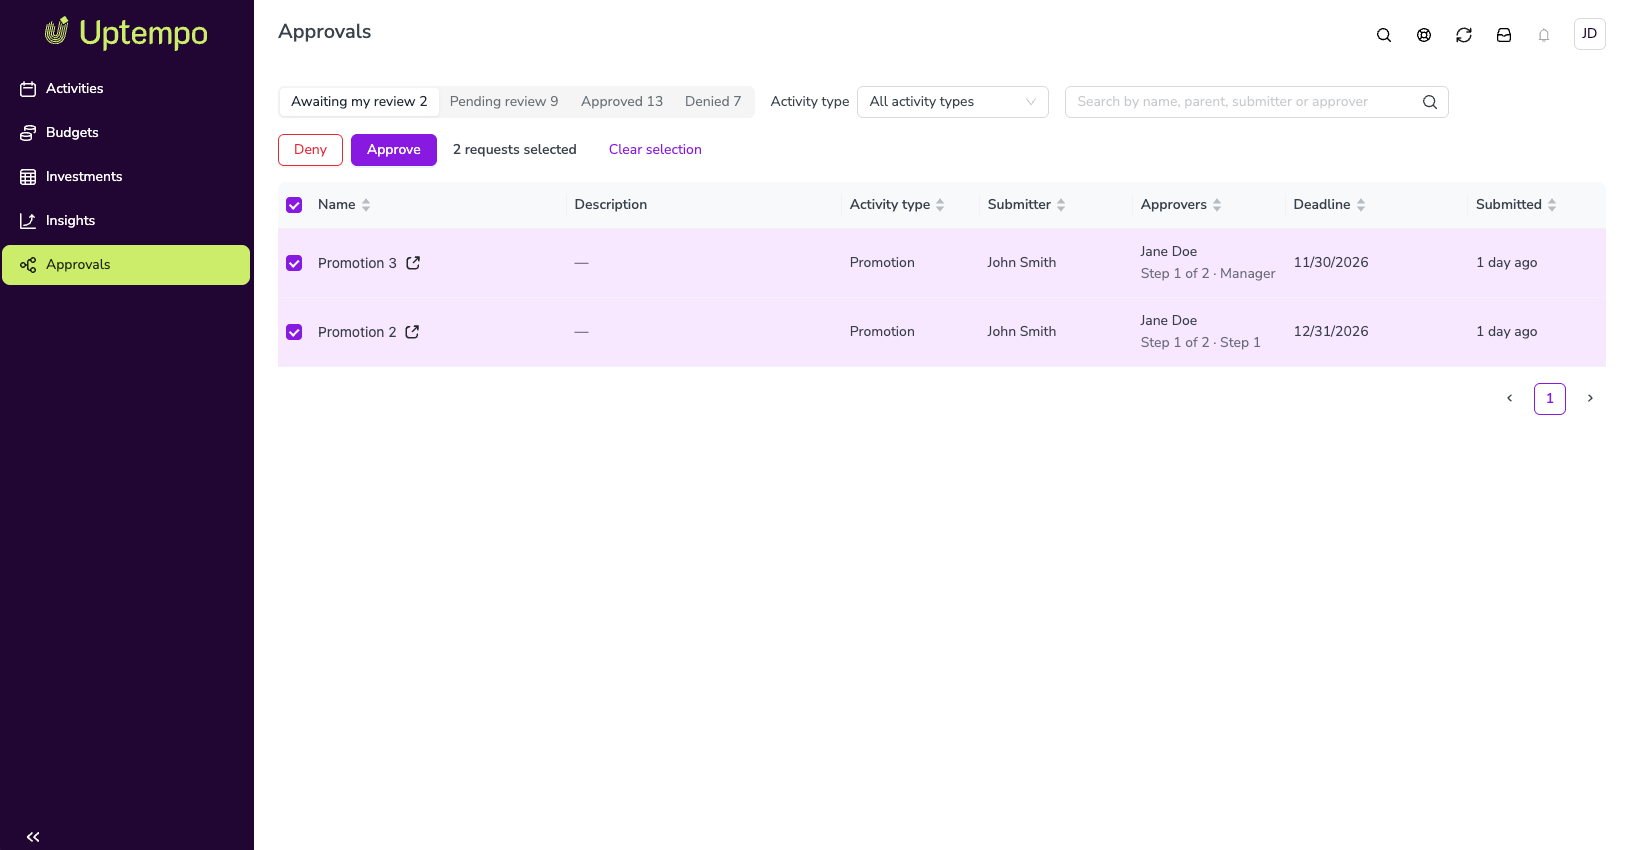 Uptempo
Approvals
JD
Activities
Budgets
Investments
Insights
Approvals
Awaiting my review 2 Pending review 9 Approved 13 Denied 7 Activity type All activity types Search by name, parent, submitter or approver
Deny Approve 2 requests selected Clear selection
Name Description Activity type Submitter Approvers Deadline Submitted
Promotion 3 — Promotion John Smith Jane Doe 11/30/2026 1 day ago
Step 1 of 2 · Manager
Promotion 2 — Promotion John Smith Jane Doe 12/31/2026 1 day ago
Step 1 of 2 · Step 1
1